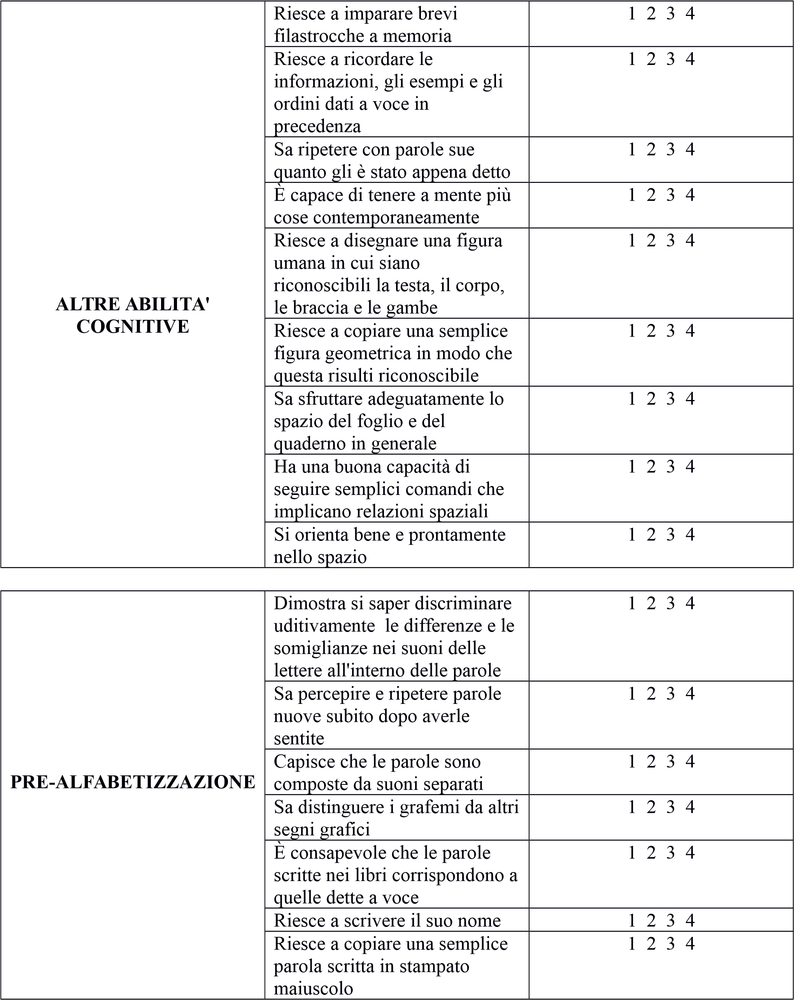 Riesce a imparare brevi
filastrocche a memoria
1 2 3 4
Riesce a ricordare le
informazioni, gli esempi e gli
ordini dati a voce in
precedenza
1 2 3 4
Sa ripetere con parole sue
quanto gli è stato appena detto
1 2 3 4
È capace di tenere a mente più
cose contemporaneamente
1 2 3 4
Riesce a disegnare una figura
umana in cui siano
riconoscibili la testa, il corpo,
le braccia e le gambe
1 2 3 4
ALTRE ABILITA'
COGNITIVE
Riesce a copiare una semplice
figura geometrica in modo che
questa risulti riconoscibile
1 2 3 4
Sa sfruttare adeguatamente lo
spazio del foglio e del
quaderno in generale
1 2 3 4
Ha una buona capacità di
seguire semplici comandi che
implicano relazioni spaziali
1 2 3 4
Si orienta bene e prontamente
nello spazio
1 2 3 4
Dimostra si saper discriminare
uditivamente  le differenze e le
somiglianze nei suoni delle
lettere all'interno delle parole
1 2 3 4
Sa percepire e ripetere parole
nuove subito dopo averle
sentite
1 2 3 4
PRE-ALFABETIZZAZIONE
Capisce che le parole sono
composte da suoni separati
1 2 3 4
Sa distinguere i grafemi da altri
segni grafici
1 2 3 4
È consapevole che le parole
scritte nei libri corrispondono a
quelle dette a voce
1 2 3 4
Riesce a scrivere il suo nome
1 2 3 4
Riesce a copiare una semplice
parola scritta in stampato
maiuscolo
1 2 3 4